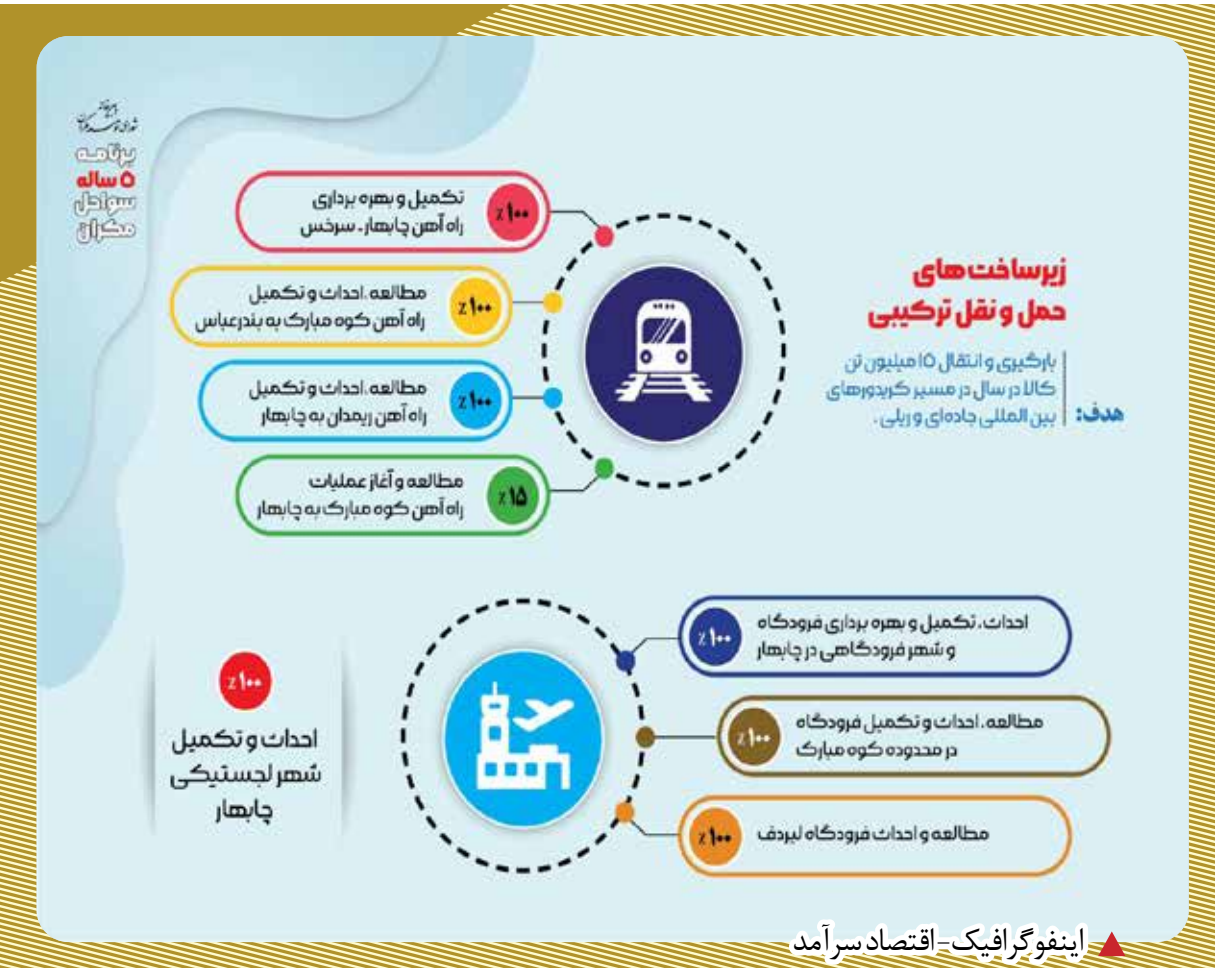 برنامه
۵ ساله
سواحل
مکران
زیرساخت‌های
حمل و نقل ترکیبی
هدف:
بارگیری و انتقال ۱۵ میلیون تن
کالا در سال در مسیر کریدورهای
بین المللی جاده‌ای و ریلی.
٪۱۰۰
تکمیل و بهره برداری
راه آهن چابهار - سرخس
٪۱۰۰
مطالعه، احداث و تکمیل
راه آهن کوه مبارک به بندرعباس
٪۱۰۰
مطالعه، احداث و تکمیل
راه آهن ریمدان به چابهار
٪۱۵
مطالعه و آغاز عملیات
راه آهن کوه مبارک به چابهار
احداث، تکمیل و بهره برداری فرودگاه
و شهر فرودگاهی در چابهار
٪۱۰۰
مطالعه، احداث و تکمیل فرودگاه
در محدوده کوه مبارک
٪۱۰۰
مطالعه و احداث فرودگاه لیردف
٪۱۰۰
٪۱۰۰
احداث و تکمیل
شهر لجستیکی
چابهار
اینفوگرافیک-اقتصادسرآمد